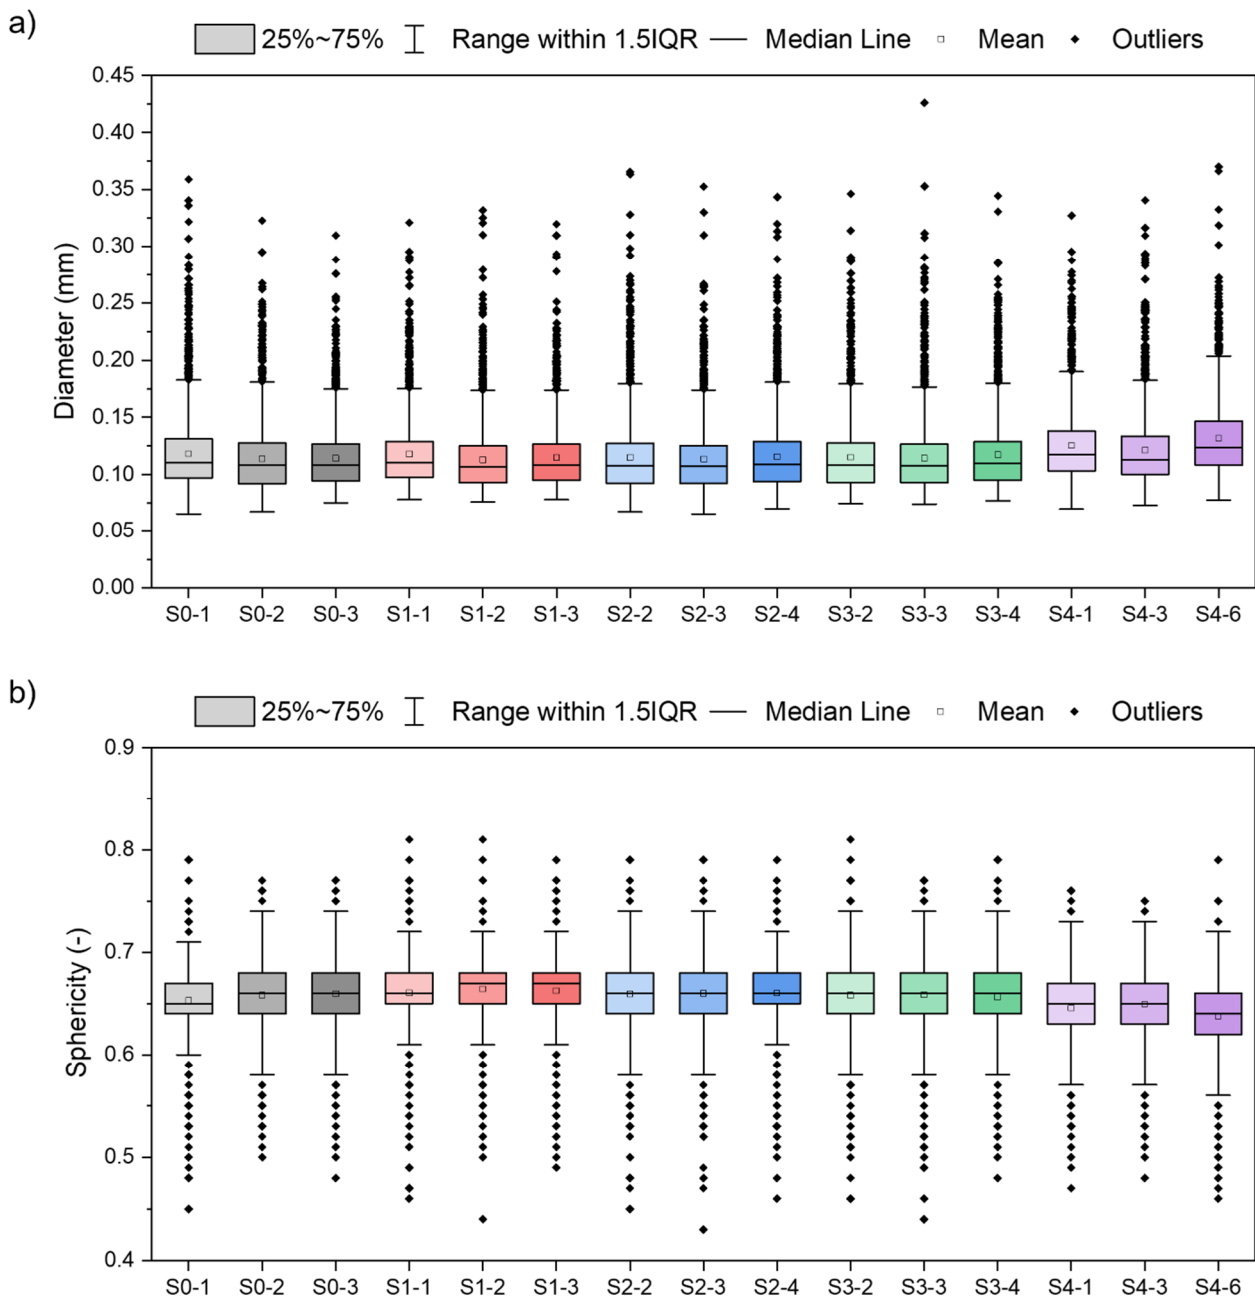 a)
25%~75% Range within 1.5IQR Median Line Mean Outliers
0.45
0.40
0.35
0.30
0.25
0.20
0.15
0.10
0.05
0.00
Diameter (mm)
S0-1 S0-2 S0-3 S1-1 S1-2 S1-3 S2-2 S2-3 S2-4 S3-2 S3-3 S3-4 S4-1 S4-3 S4-6
b)
25%~75% Range within 1.5IQR Median Line Mean Outliers
0.9
0.8
0.7
0.6
0.5
0.4
Sphericity (-)
S0-1 S0-2 S0-3 S1-1 S1-2 S1-3 S2-2 S2-3 S2-4 S3-2 S3-3 S3-4 S4-1 S4-3 S4-6